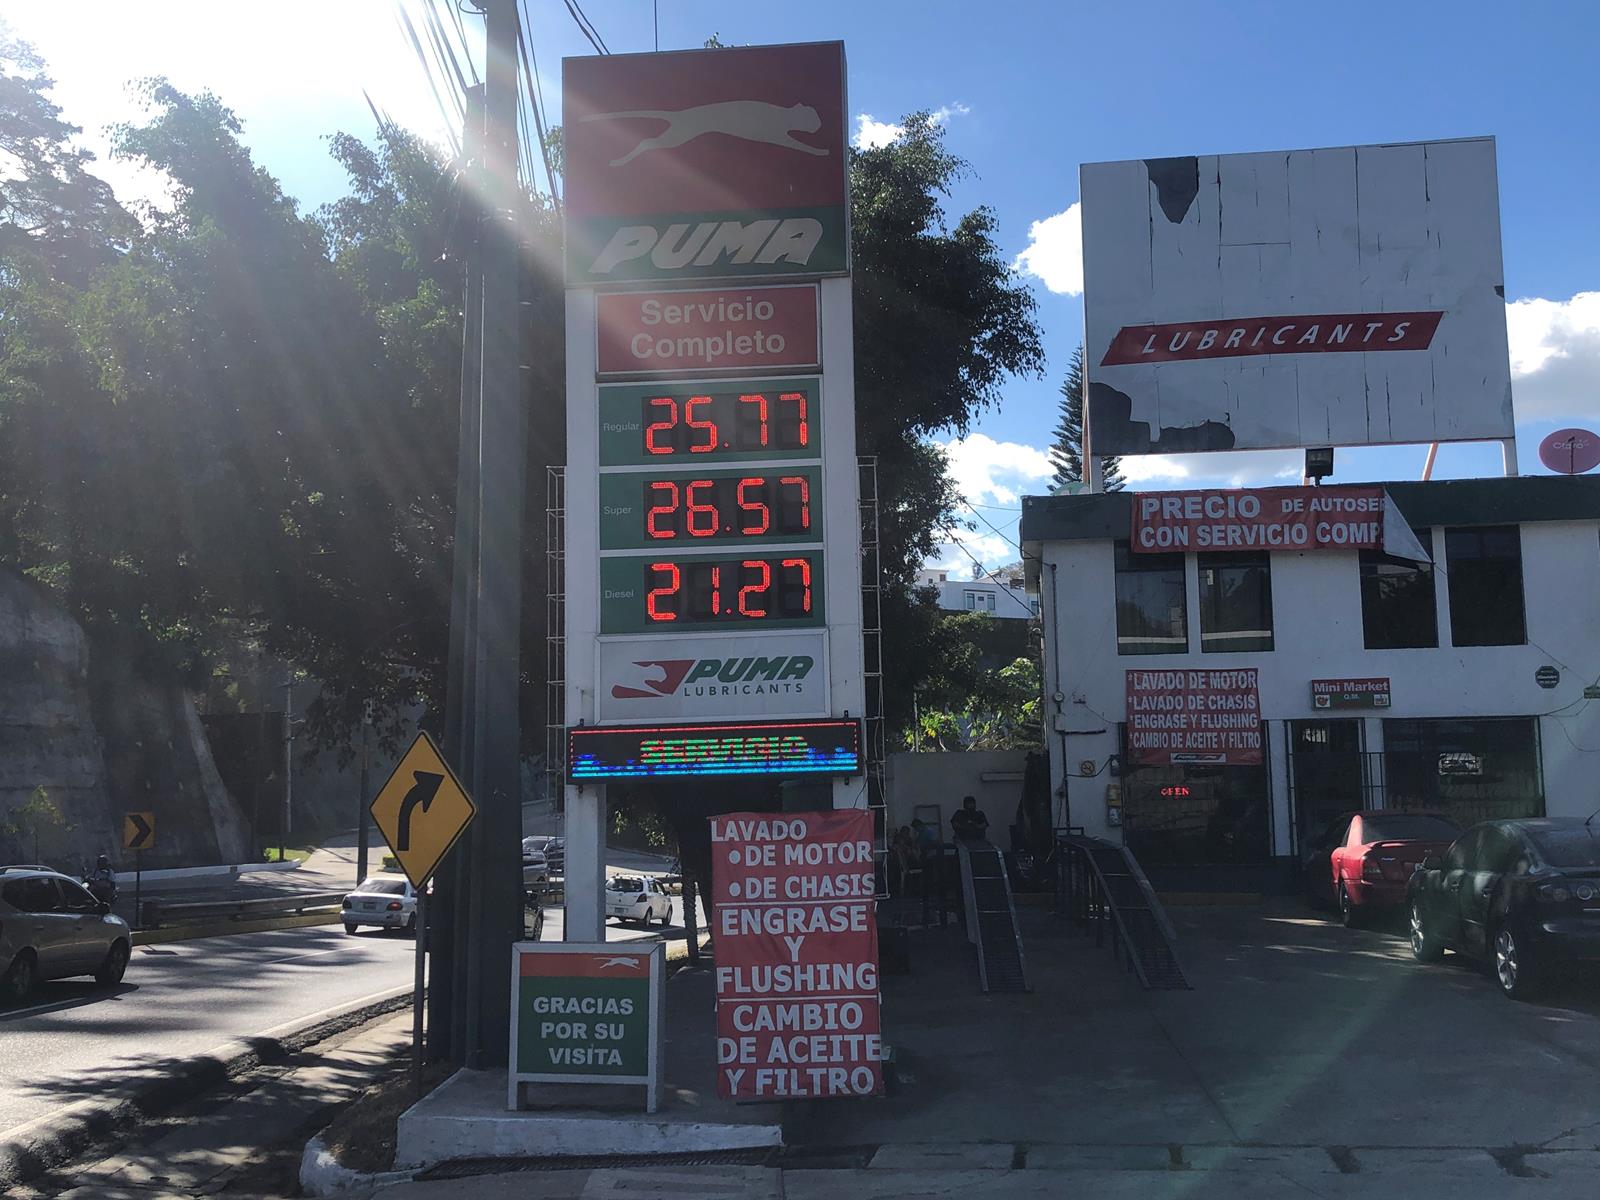 PUMA
Servicio
Completo
Regular 25.77
Super 26.57
Diesel 21.27
PUMA
LUBRICANTS
SERVICIO
GRACIAS
POR SU
VISITA
LAVADO
• DE MOTOR
• DE CHASIS
ENGRASE
Y
FLUSHING
CAMBIO
DE ACEITE
Y FILTRO
LUBRICANTS
Claro
PRECIO DE AUTOSER
CON SERVICIO COMP
*LAVADO DE MOTOR
*LAVADO DE CHASIS
*ENGRASE Y FLUSHING
*CAMBIO DE ACEITE Y FILTRO
Mini Market
OPEN